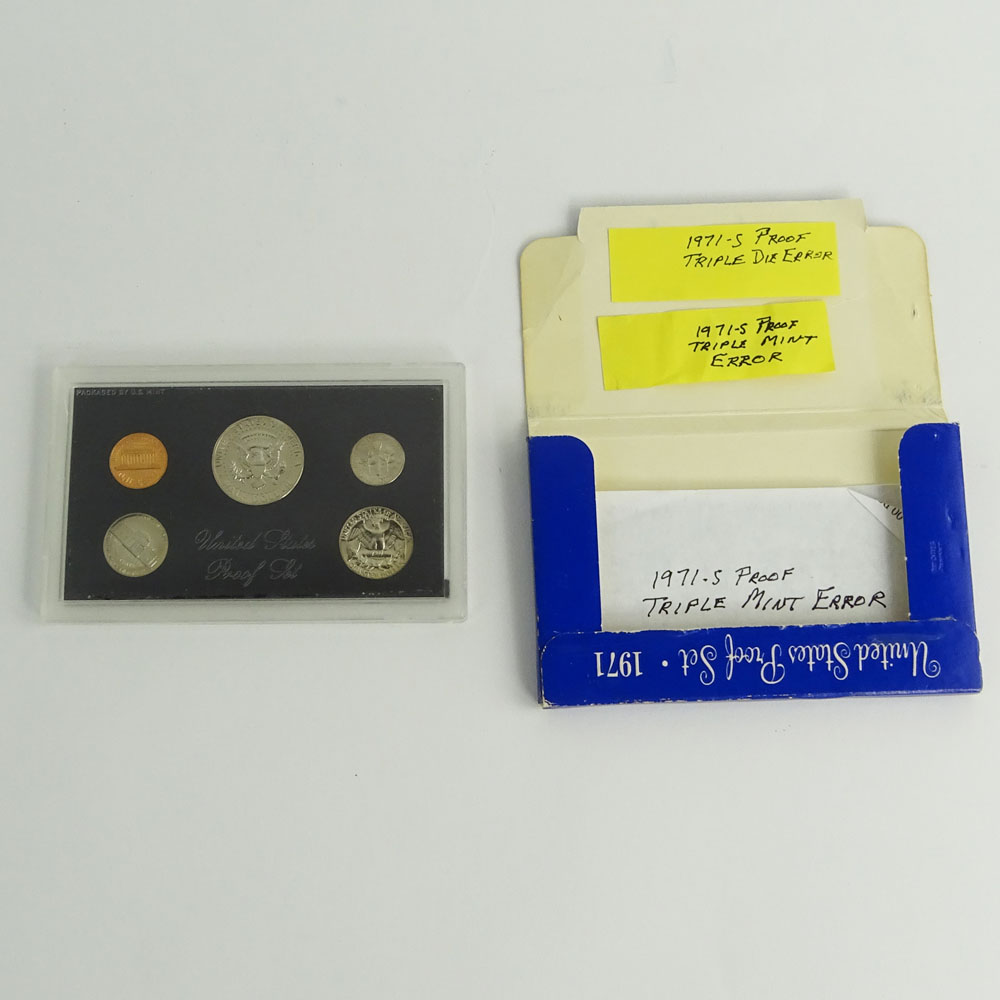 PACKAGED BY U.S. MINT
United States
Proof Set
1971-S PROOF
TRIPLE DIE ERROR
1971-S PROOF
TRIPLE MINT
ERROR
1971-S PROOF
TRIPLE MINT ERROR
United States Proof Set • 1971